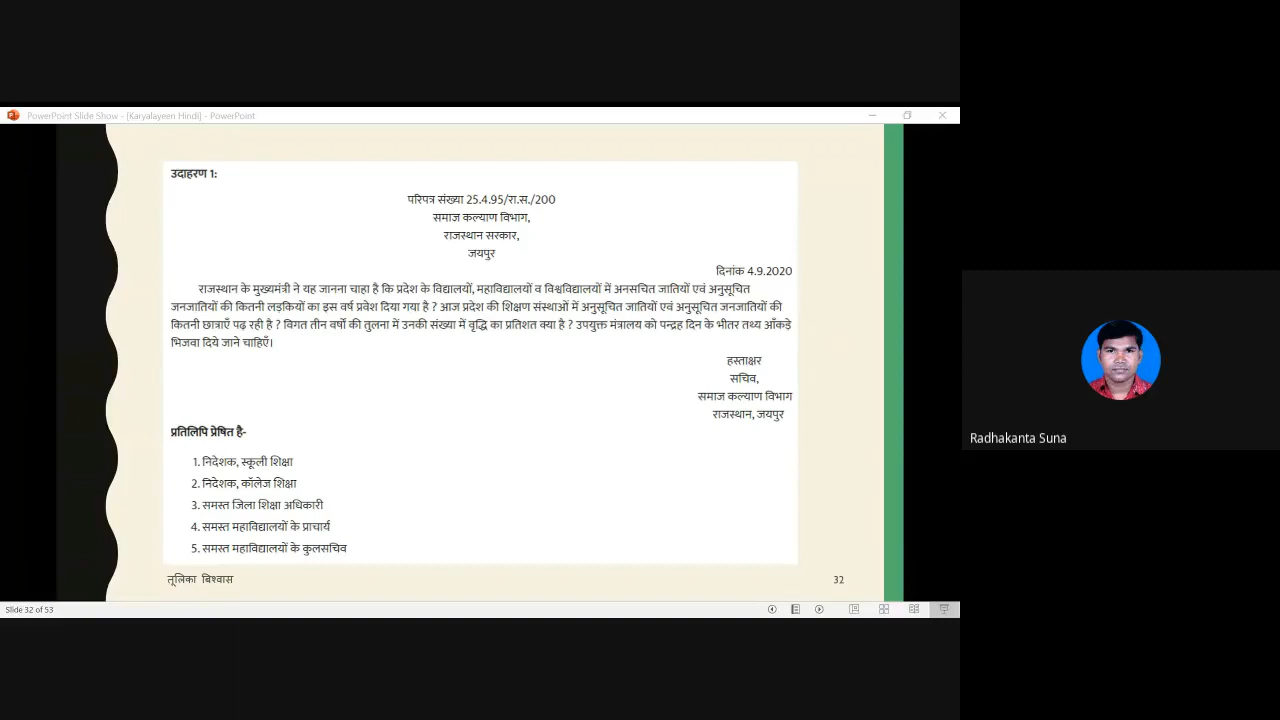 PowerPoint Slide Show - [Karyalayeen Hindi] - PowerPoint
उदाहरण 1:
परिपत्र संख्या 25.4.95/रा.स./200
समाज कल्याण विभाग,
राजस्थान सरकार,
जयपुर
दिनांक 4.9.2020
राजस्थान के मुख्यमंत्री ने यह जानना चाहा है कि प्रदेश के विद्यालयों, महाविद्यालयों व विश्वविद्यालयों में अनसचित जातियों एवं अनुसूचित
जनजातियों की कितनी लड़कियों का इस वर्ष प्रवेश दिया गया है ? आज प्रदेश की शिक्षण संस्थाओं में अनुसूचित जातियों एवं अनुसूचित जनजातियों की
कितनी छात्राएँ पढ़ रही है ? विगत तीन वर्षो की तुलना में उनकी संख्या में वृद्धि का प्रतिशत क्या है ? उपयुक्त मंत्रालय को पन्द्रह दिन के भीतर तथ्य आँकड़े
भिजवा दिये जाने चाहिएँ।
हस्ताक्षर
सचिव,
समाज कल्याण विभाग
राजस्थान, जयपुर
प्रतिलिपि प्रेषित है-
1. निदेशक, स्कूली शिक्षा
2. निदेशक, कॉलेज शिक्षा
3. समस्त जिला शिक्षा अधिकारी
4. समस्त महाविद्यालयों के प्राचार्य
5. समस्त महाविद्यालयों के कुलसचिव
तूलिका बिश्वास
32
Slide 32 of 53
Radhakanta Suna